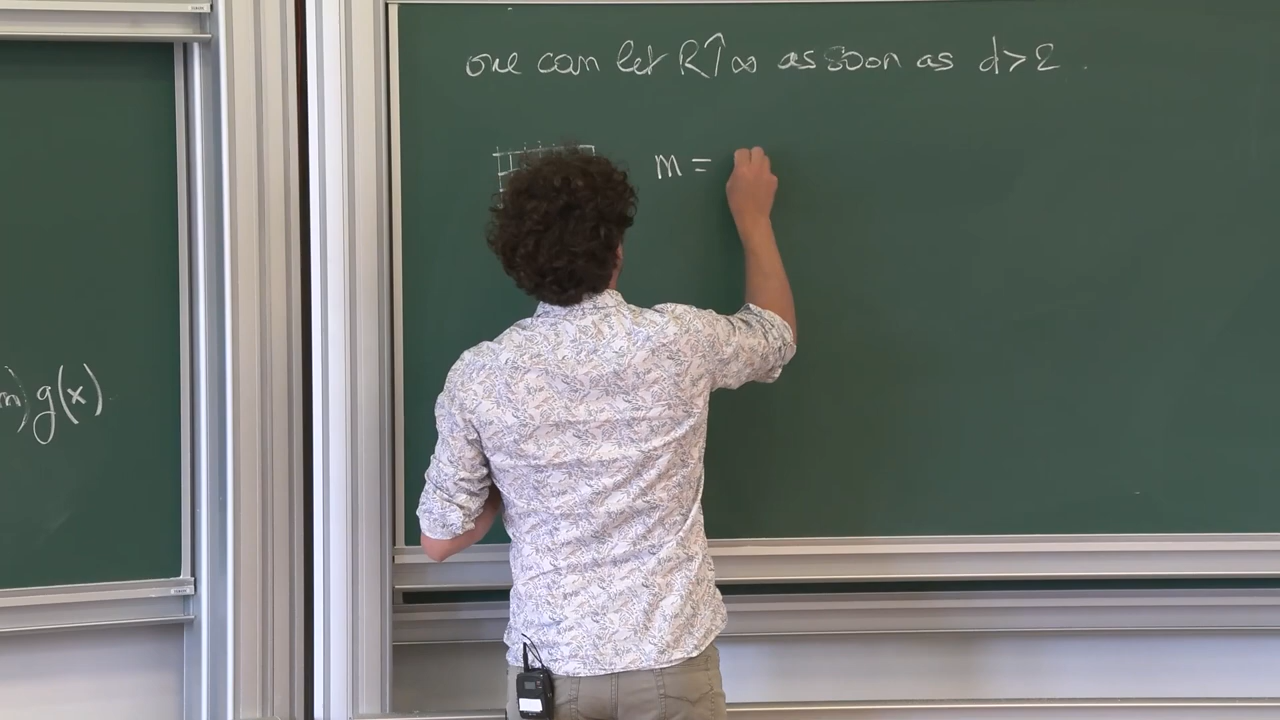 one can let R↑∞ as soon as d>2.
m =
m) g(x)